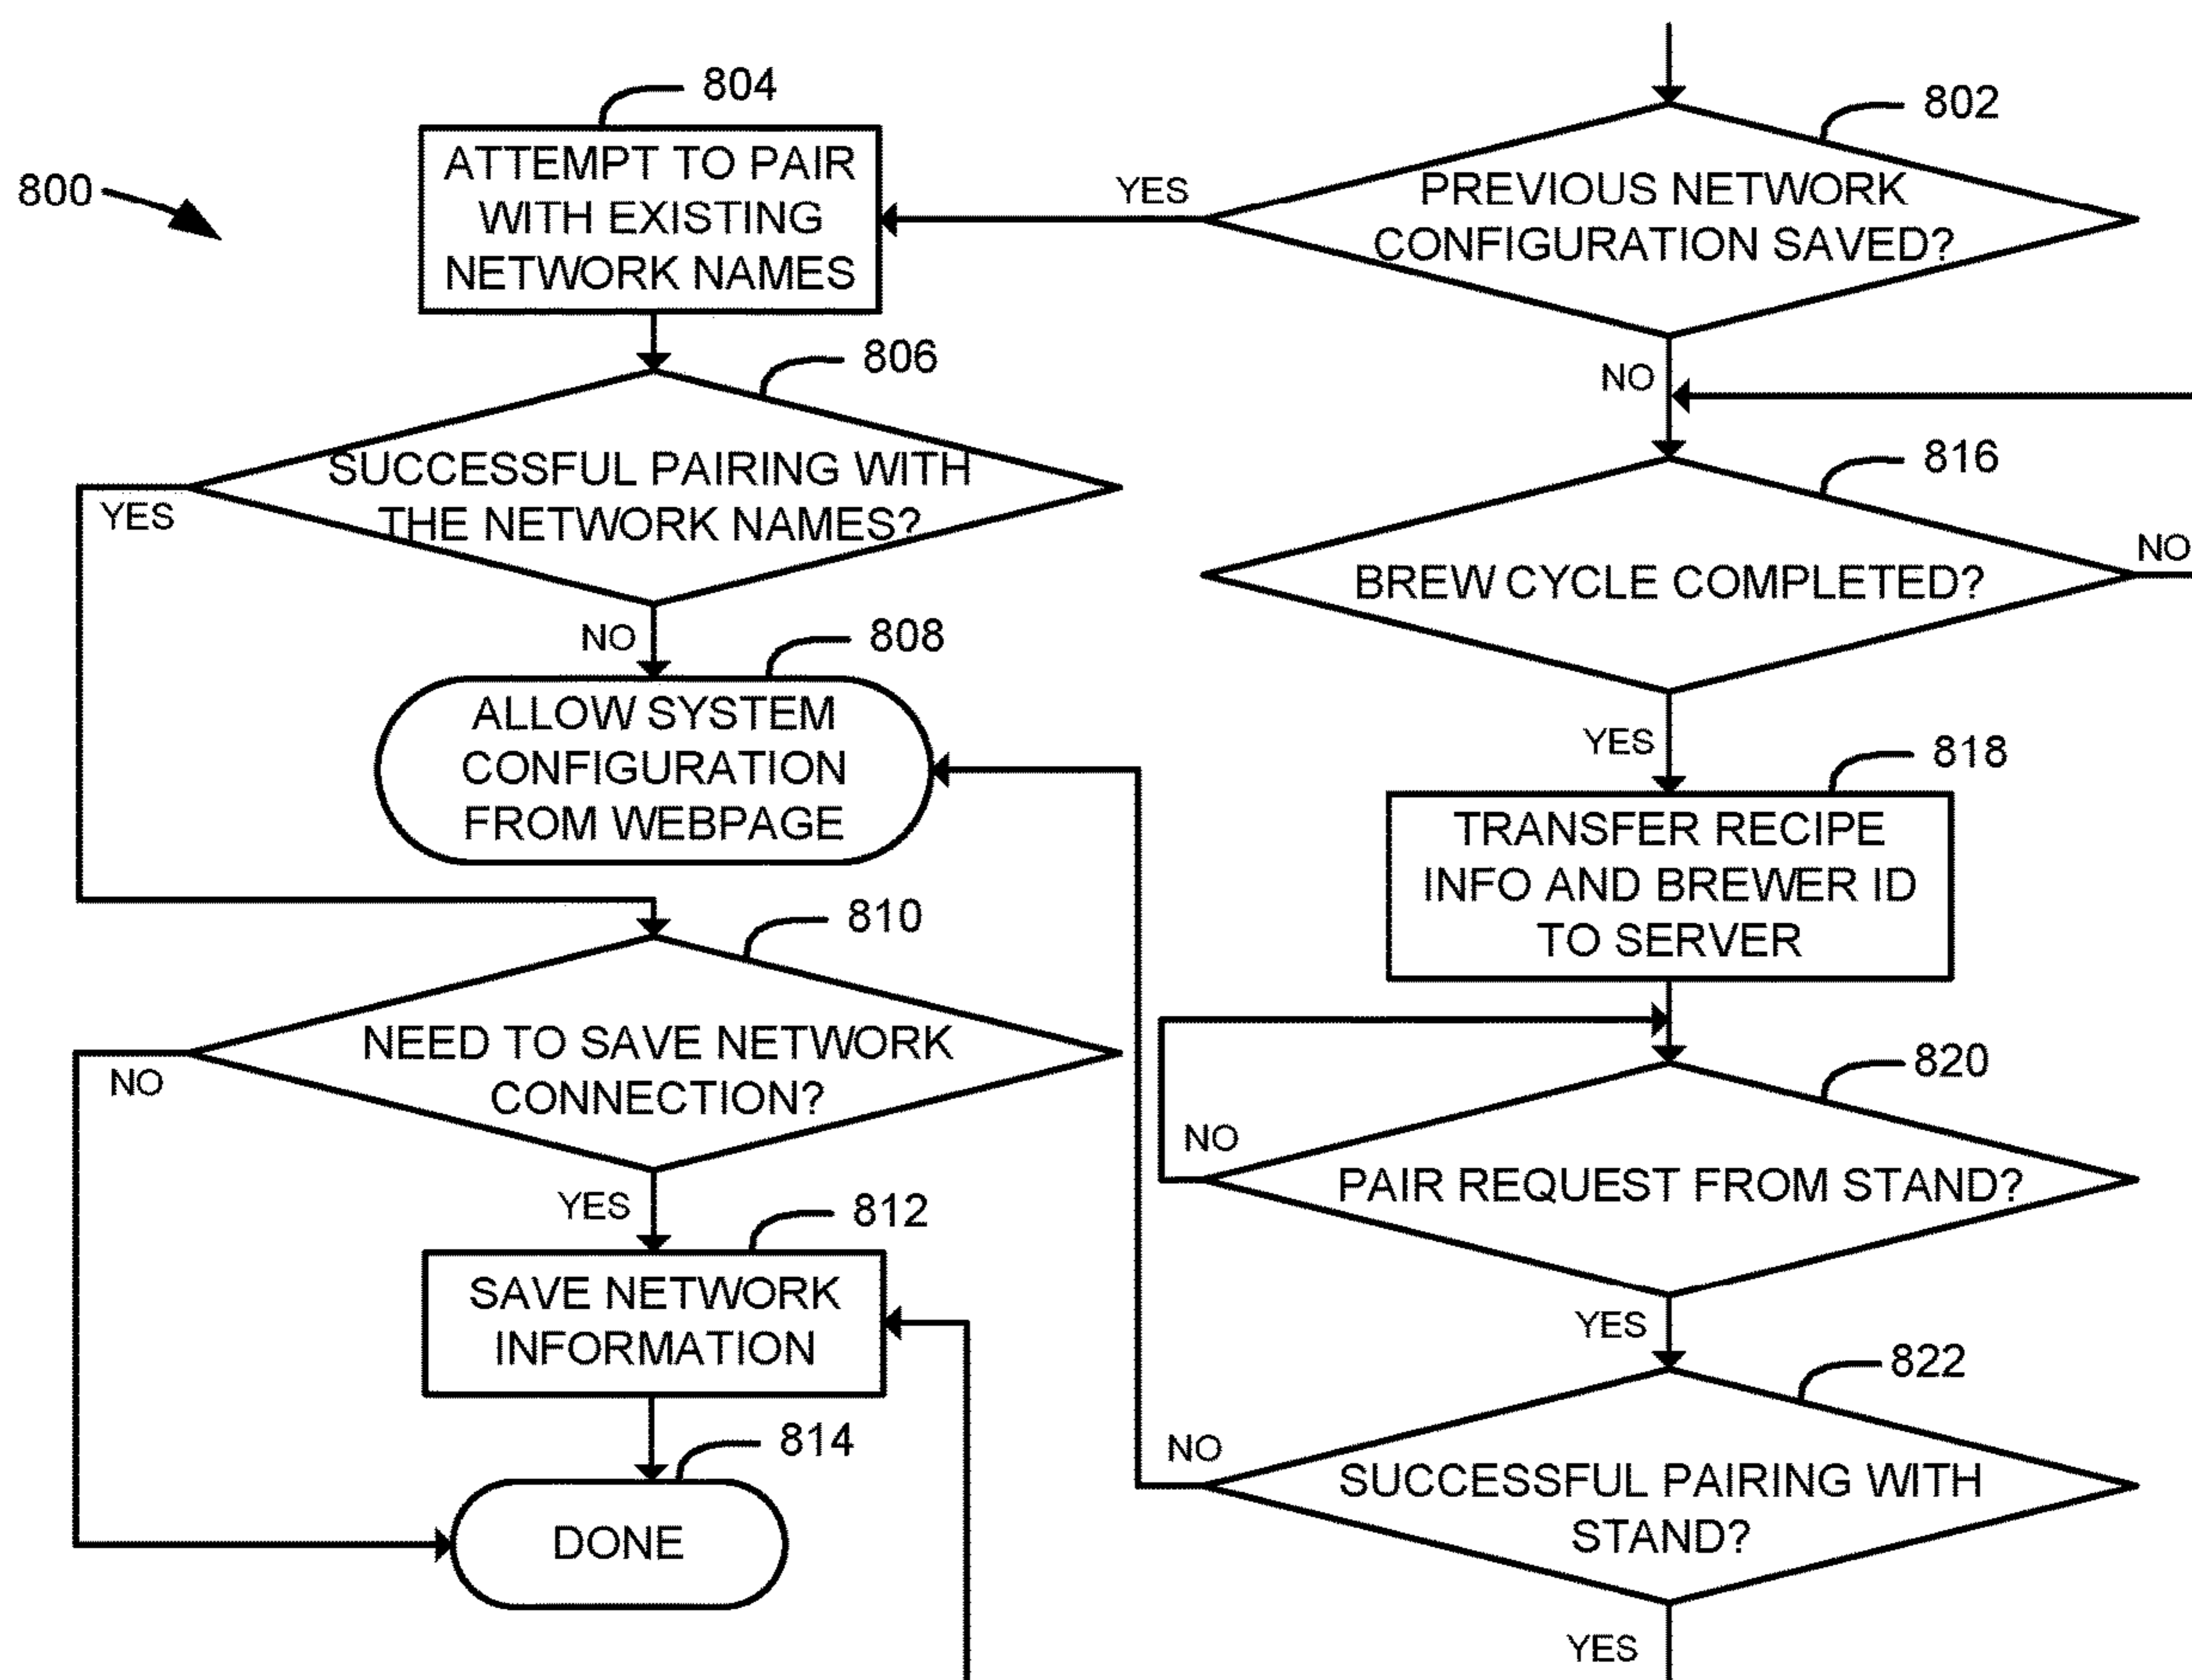 800
804
ATTEMPT TO PAIR
WITH EXISTING
NETWORK NAMES
YES
802
PREVIOUS NETWORK
CONFIGURATION SAVED?
NO
806
SUCCESSFUL PAIRING WITH
THE NETWORK NAMES?
YES
NO
808
ALLOW SYSTEM
CONFIGURATION
FROM WEBPAGE
810
NEED TO SAVE NETWORK
CONNECTION?
NO
YES
812
SAVE NETWORK
INFORMATION
814
DONE
816
BREW CYCLE COMPLETED?
NO
YES
818
TRANSFER RECIPE
INFO AND BREWER ID
TO SERVER
820
PAIR REQUEST FROM STAND?
NO
YES
822
SUCCESSFUL PAIRING WITH
STAND?
NO
YES